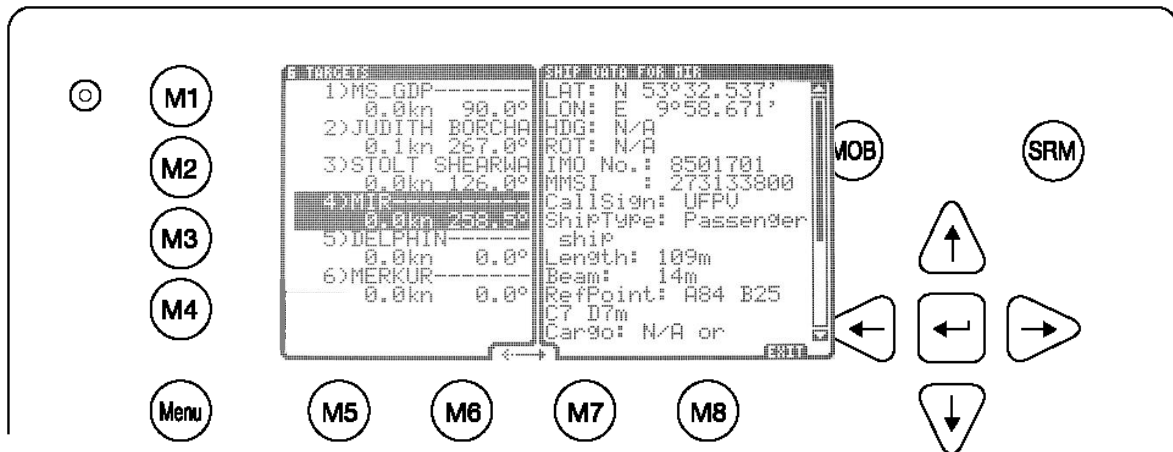 M1
M2
M3
M4
Menu
6 TARGETS
1)MS_GDP--------
0.0kn 90.0°
2)JUDITH BORCHA
0.1kn 267.0°
3)STOLT SHEARWA
0.0kn 126.0°
4)MIR-----------
0.0kn 258.5°
5)DELPHIN-------
0.0kn 0.0°
6)MERKUR--------
0.0kn 0.0°
<--->
SHIP DATA FOR MIR
LAT: N 53°32.537'
LON: E 9°58.671'
HDG: N/A
ROT: N/A
IMO No.: 8501701
MMSI : 273133800
CallSign: UFPV
ShipType: Passenger
ship
Length: 109m
Beam: 14m
RefPoint: A84 B25
C7 D7m
Cargo: N/A or
EXIT
M5
M6
M7
M8
MOB
SRM